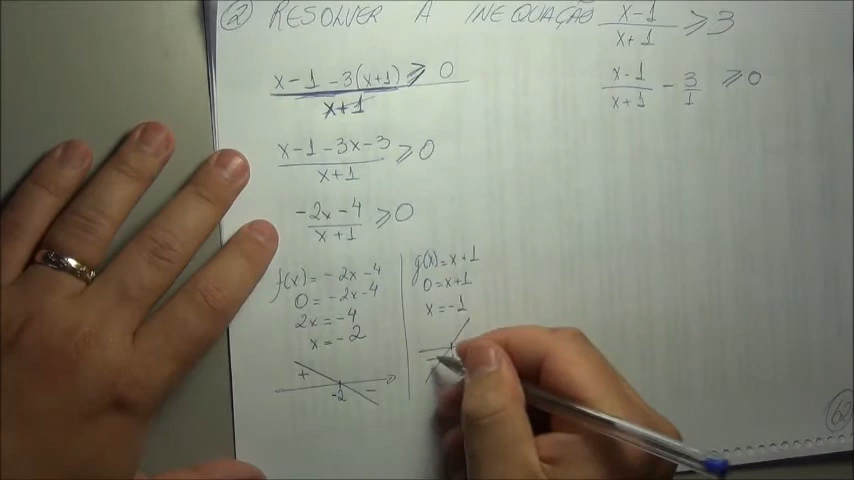 ② RESOLVER A INEQUAÇÃO (x-1)/(x+1) ≥ 3
(x-1)/(x+1) - 3/1 ≥ 0
(x-1-3(x+1))/(x+1) ≥ 0
(x-1-3x-3)/(x+1) ≥ 0
(-2x-4)/(x+1) ≥ 0
f(x)=-2x-4
0=-2x-4
2x=-4
x=-2
+ -2 -
g(x)=x+1
0=x+1
x=-1
-
62